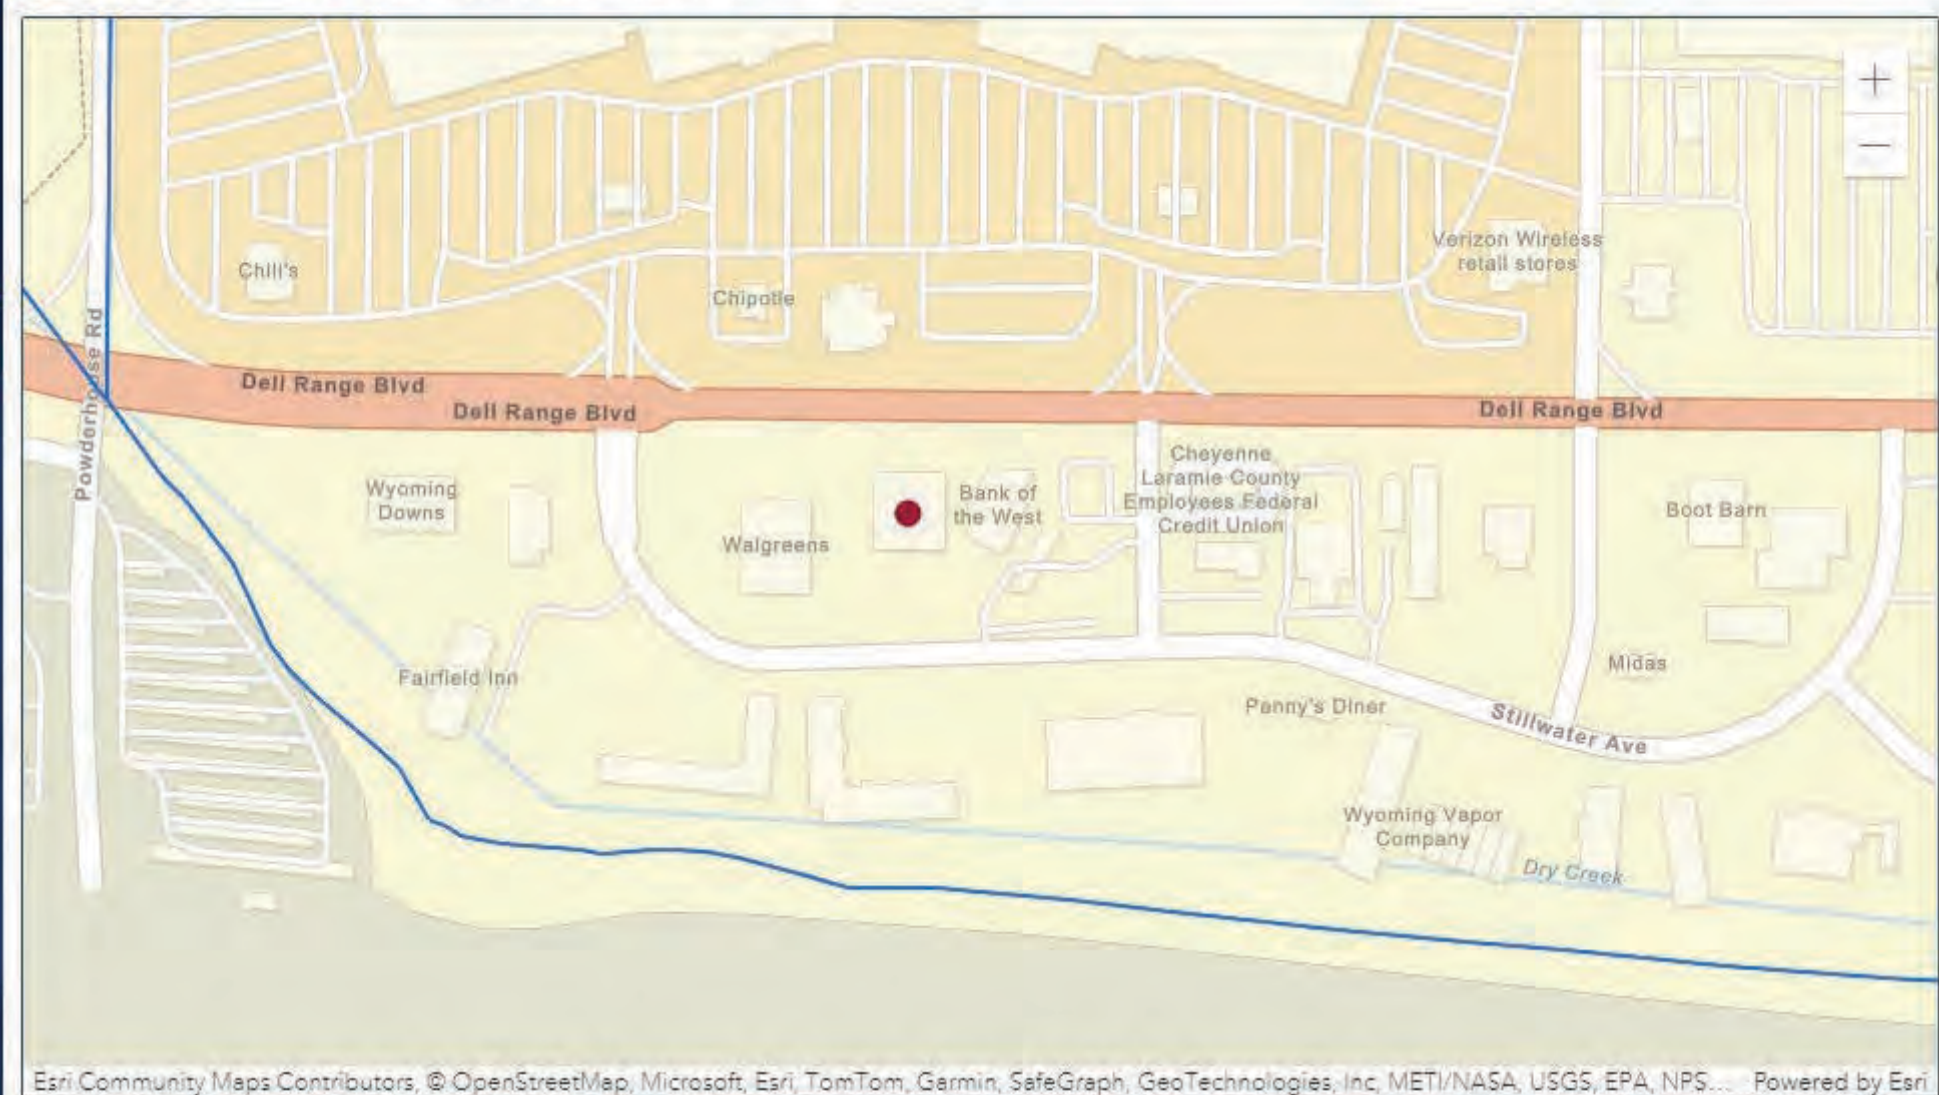 +
−
Verizon Wireless
retail stores
Chili's
Chipotle
Powderhouse Rd
Dell Range Blvd
Dell Range Blvd
Dell Range Blvd
Wyoming
Downs
Walgreens
Bank of
the West
Cheyenne
Laramie County
Employees Federal
Credit Union
Boot Barn
Fairfield Inn
Midas
Penny's Diner
Stillwater Ave
Wyoming Vapor
Company
Dry Creek
Esri Community Maps Contributors, © OpenStreetMap, Microsoft, Esri, TomTom, Garmin, SafeGraph, GeoTechnologies, Inc, METI/NASA, USGS, EPA, NPS... Powered by Esri